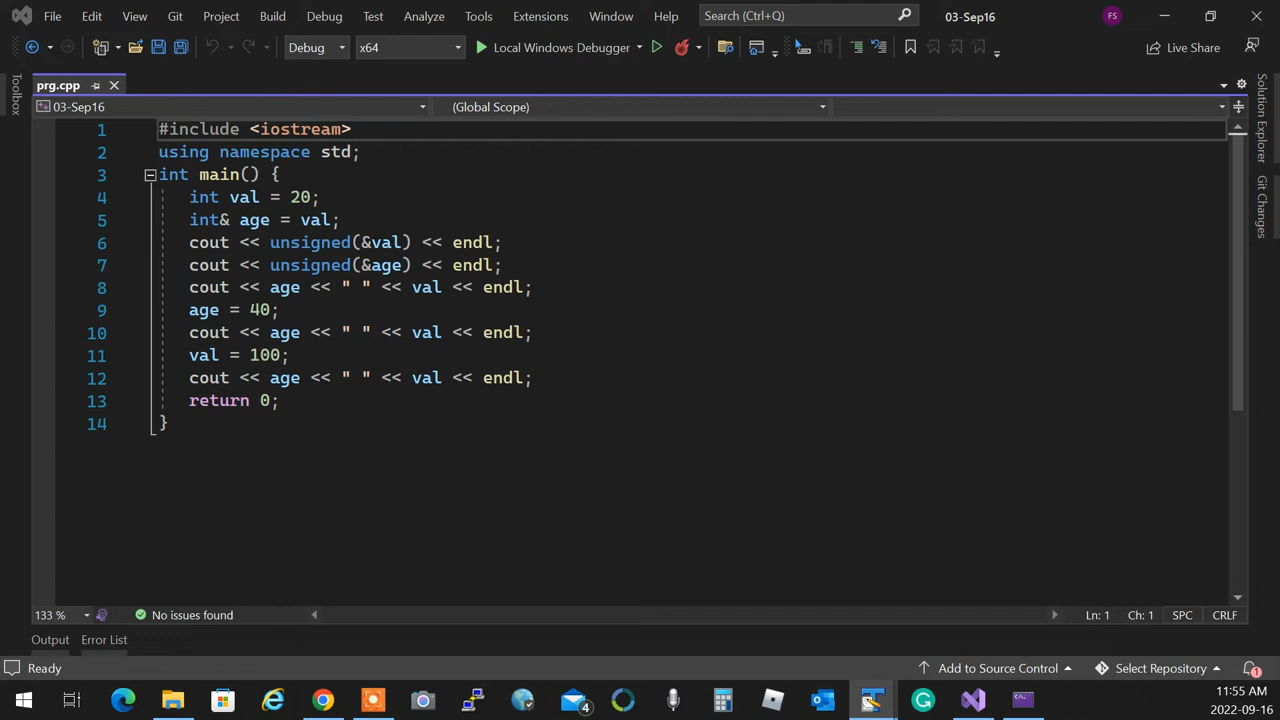 File Edit View Git Project Build Debug Test Analyze Tools Extensions Window Help Search (Ctrl+Q) 03-Sep16 FS
Debug x64 Local Windows Debugger Live Share
Toolbox
prg.cpp
03-Sep16 (Global Scope)
1 #include <iostream>
2 using namespace std;
3 int main() {
4 int val = 20;
5 int& age = val;
6 cout << unsigned(&val) << endl;
7 cout << unsigned(&age) << endl;
8 cout << age << " " << val << endl;
9 age = 40;
10 cout << age << " " << val << endl;
11 val = 100;
12 cout << age << " " << val << endl;
13 return 0;
14 }
Solution Explorer
Git Changes
133 % No issues found Ln: 1 Ch: 1 SPC CRLF
Output Error List
Ready Add to Source Control Select Repository 1
4
11:55 AM
2022-09-16